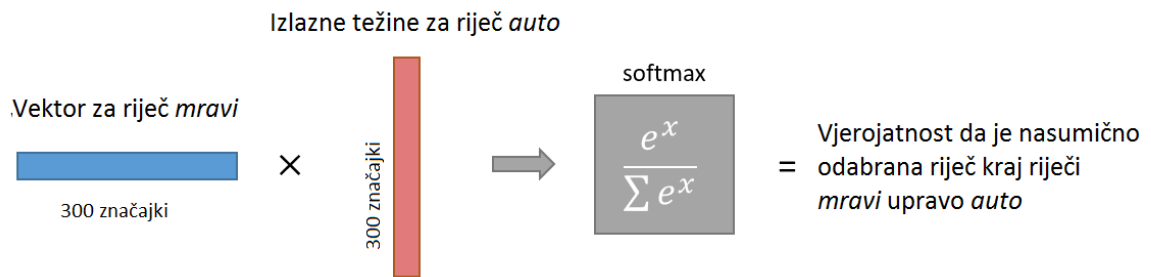 Izlazne težine za riječ auto
Vektor za riječ mravi
300 značajki
×
300 značajki
softmax
e^x
∑ e^x
=
Vjerojatnost da je nasumično
odabrana riječ kraj riječi
mravi upravo auto